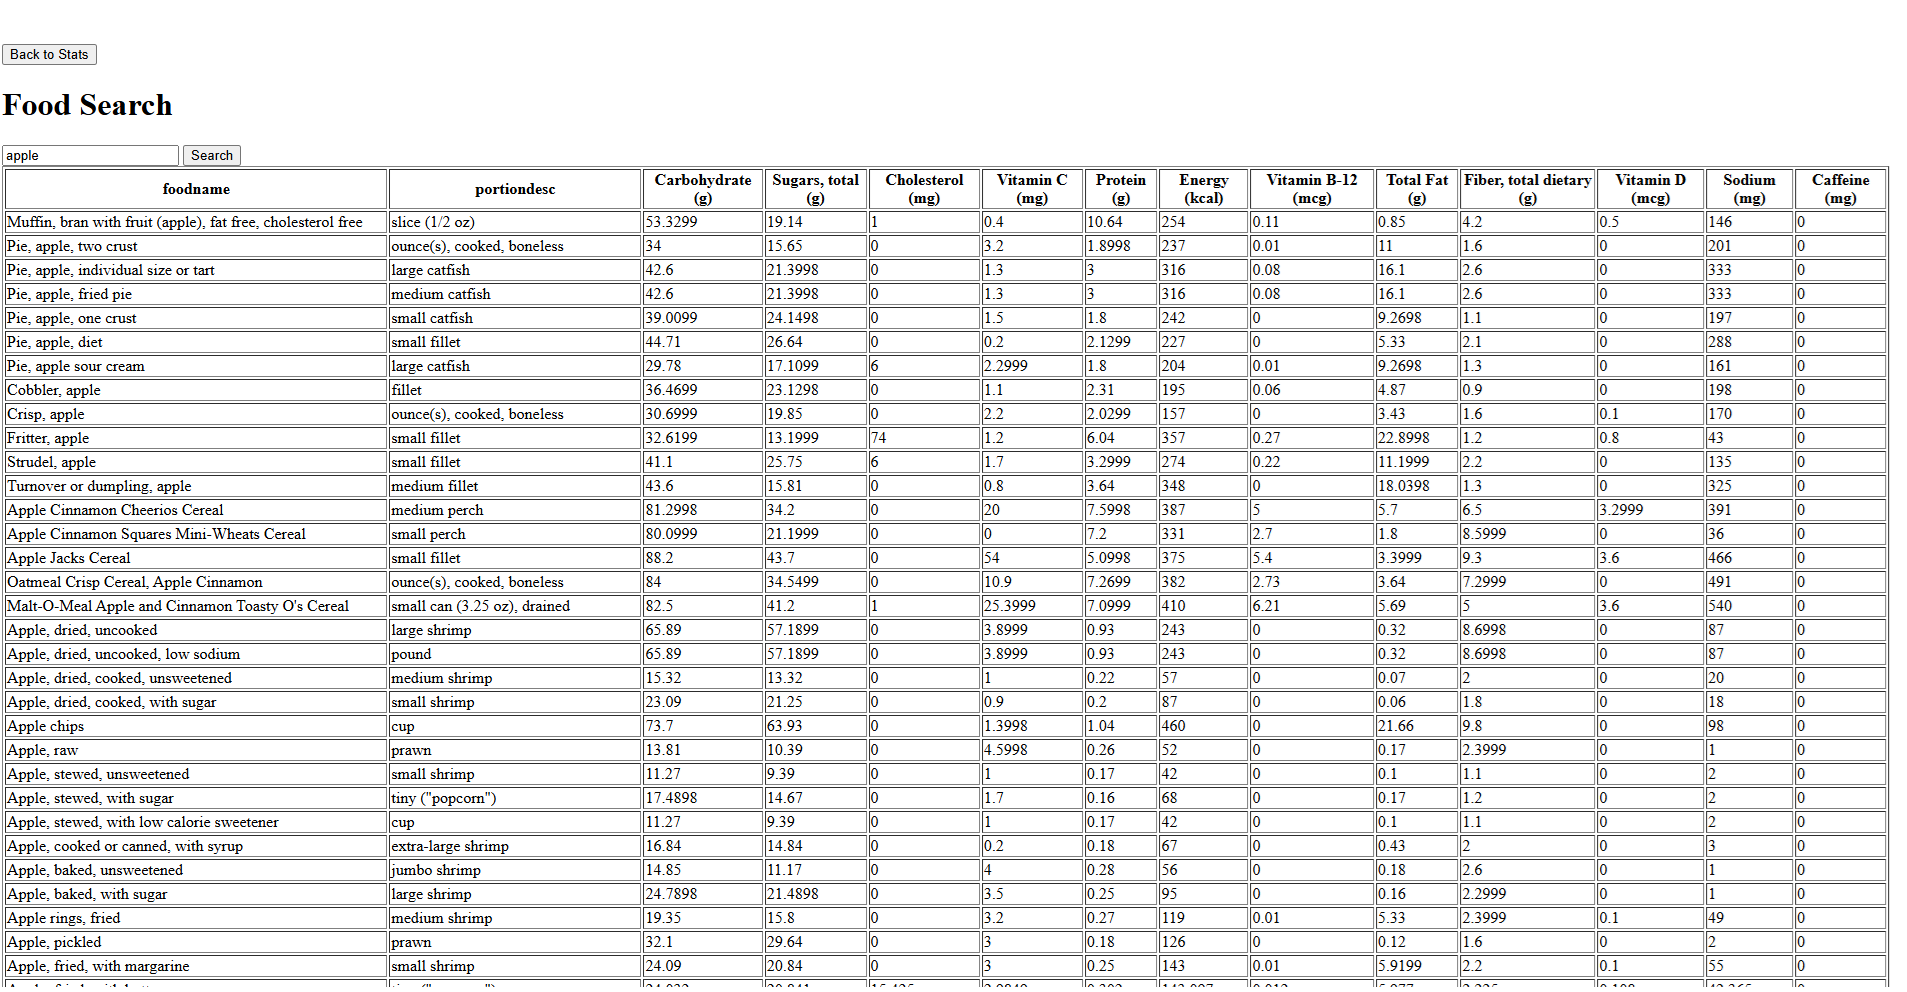 Back to Stats
Food Search
apple Search
foodname portiondesc Carbohydrate (g) Sugars, total (g) Cholesterol (mg) Vitamin C (mg) Protein (g) Energy (kcal) Vitamin B-12 (mcg) Total Fat (g) Fiber, total dietary (g) Vitamin D (mcg) Sodium (mg) Caffeine (mg)
Muffin, bran with fruit (apple), fat free, cholesterol free slice (1/2 oz) 53.3299 19.14 1 0.4 10.64 254 0.11 0.85 4.2 0.5 146 0
Pie, apple, two crust ounce(s), cooked, boneless 34 15.65 0 3.2 1.8998 237 0.01 11 1.6 0 201 0
Pie, apple, individual size or tart large catfish 42.6 21.3998 0 1.3 3 316 0.08 16.1 2.6 0 333 0
Pie, apple, fried pie medium catfish 42.6 21.3998 0 1.3 3 316 0.08 16.1 2.6 0 333 0
Pie, apple, one crust small catfish 39.0099 24.1498 0 1.5 1.8 242 0 9.2698 1.1 0 197 0
Pie, apple, diet small fillet 44.71 26.64 0 0.2 2.1299 227 0 5.33 2.1 0 288 0
Pie, apple sour cream large catfish 29.78 17.1099 6 2.2999 1.8 204 0.01 9.2698 1.3 0 161 0
Cobbler, apple fillet 36.4699 23.1298 0 1.1 2.31 195 0.06 4.87 0.9 0 198 0
Crisp, apple ounce(s), cooked, boneless 30.6999 19.85 0 2.2 2.0299 157 0 3.43 1.6 0.1 170 0
Fritter, apple small fillet 32.6199 13.1999 74 1.2 6.04 357 0.27 22.8998 1.2 0.8 43 0
Strudel, apple small fillet 41.1 25.75 6 1.7 3.2999 274 0.22 11.1999 2.2 0 135 0
Turnover or dumpling, apple medium fillet 43.6 15.81 0 0.8 3.64 348 0 18.0398 1.3 0 325 0
Apple Cinnamon Cheerios Cereal medium perch 81.2998 34.2 0 20 7.5998 387 5 5.7 6.5 3.2999 391 0
Apple Cinnamon Squares Mini-Wheats Cereal small perch 80.0999 21.1999 0 0 7.2 331 2.7 1.8 8.5999 0 36 0
Apple Jacks Cereal small fillet 88.2 43.7 0 54 5.0998 375 5.4 3.3999 9.3 3.6 466 0
Oatmeal Crisp Cereal, Apple Cinnamon ounce(s), cooked, boneless 84 34.5499 0 10.9 7.2699 382 2.73 3.64 7.2999 0 491 0
Malt-O-Meal Apple and Cinnamon Toasty O's Cereal small can (3.25 oz), drained 82.5 41.2 1 25.3999 7.0999 410 6.21 5.69 5 3.6 540 0
Apple, dried, uncooked large shrimp 65.89 57.1899 0 3.8999 0.93 243 0 0.32 8.6998 0 87 0
Apple, dried, uncooked, low sodium pound 65.89 57.1899 0 3.8999 0.93 243 0 0.32 8.6998 0 87 0
Apple, dried, cooked, unsweetened medium shrimp 15.32 13.32 0 1 0.22 57 0 0.07 2 0 20 0
Apple, dried, cooked, with sugar small shrimp 23.09 21.25 0 0.9 0.2 87 0 0.06 1.8 0 18 0
Apple chips cup 73.7 63.93 0 1.3998 1.04 460 0 21.66 9.8 0 98 0
Apple, raw prawn 13.81 10.39 0 4.5998 0.26 52 0 0.17 2.3999 0 1 0
Apple, stewed, unsweetened small shrimp 11.27 9.39 0 1 0.17 42 0 0.1 1.1 0 2 0
Apple, stewed, with sugar tiny ("popcorn") 17.4898 14.67 0 1.7 0.16 68 0 0.17 1.2 0 2 0
Apple, stewed, with low calorie sweetener cup 11.27 9.39 0 1 0.17 42 0 0.1 1.1 0 2 0
Apple, cooked or canned, with syrup extra-large shrimp 16.84 14.84 0 0.2 0.18 67 0 0.43 2 0 3 0
Apple, baked, unsweetened jumbo shrimp 14.85 11.17 0 4 0.28 56 0 0.18 2.6 0 1 0
Apple, baked, with sugar large shrimp 24.7898 21.4898 0 3.5 0.25 95 0 0.16 2.2999 0 1 0
Apple rings, fried medium shrimp 19.35 15.8 0 3.2 0.27 119 0.01 5.33 2.3999 0.1 49 0
Apple, pickled prawn 32.1 29.64 0 3 0.18 126 0 0.12 1.6 0 2 0
Apple, fried, with margarine small shrimp 24.09 20.84 0 3 0.25 143 0.01 5.9199 2.2 0.1 55 0